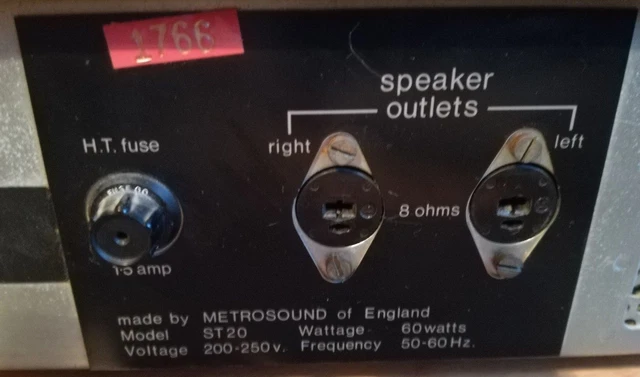 1766
speaker
outlets
right
left
H.T. fuse
8 ohms
1.5 amp
made by METROSOUND of England
Model ST20 Wattage 60watts
Voltage 200-250v. Frequency 50-60Hz.